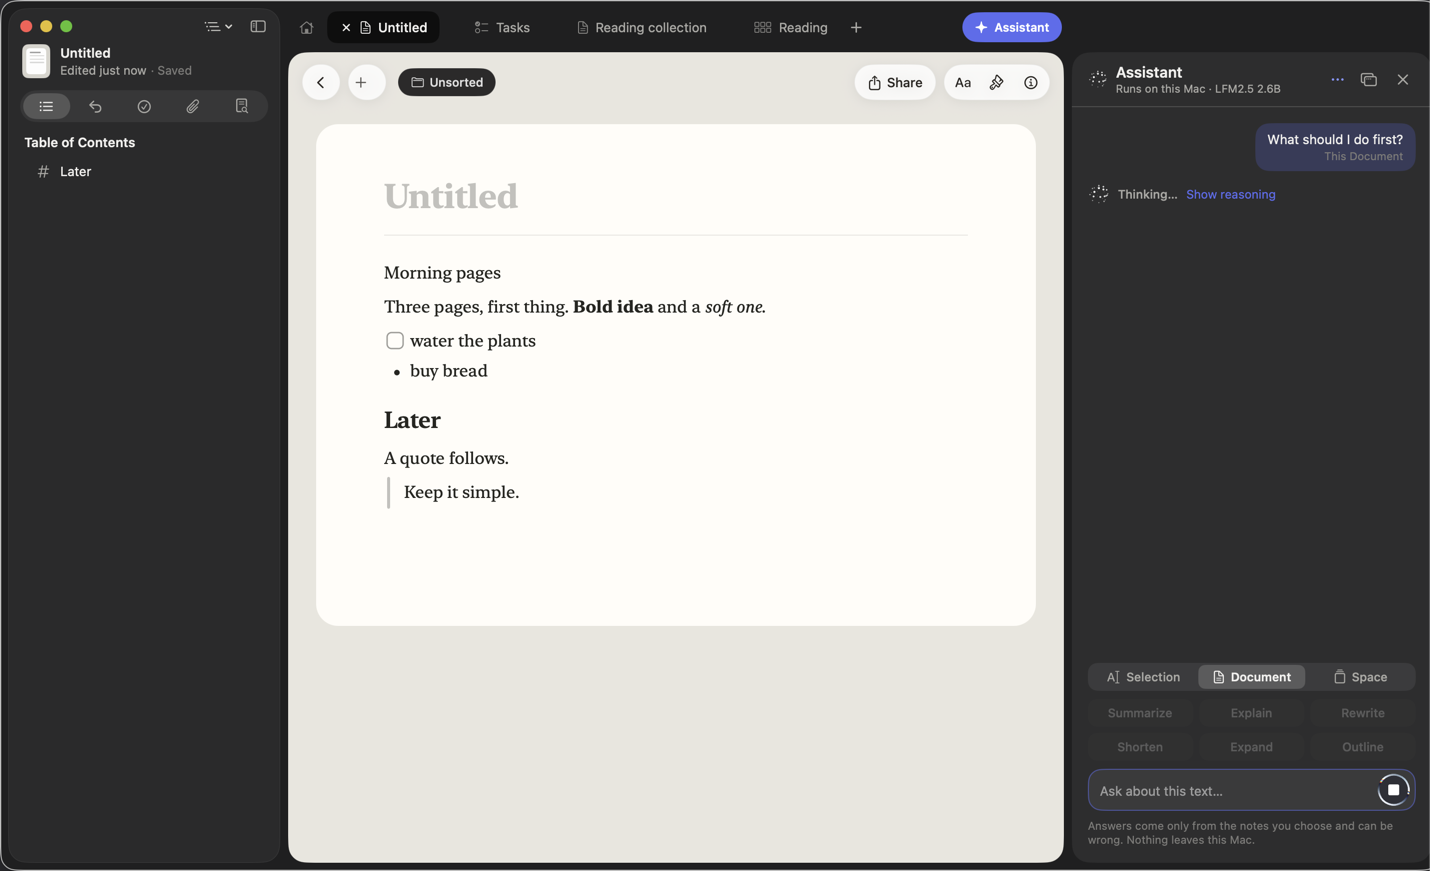 Untitled
Edited just now · Saved
Table of Contents
# Later
Untitled
Tasks
Reading collection
Reading
Assistant
Unsorted
Share
Aa
Untitled
Morning pages
Three pages, first thing. Bold idea and a soft one.
water the plants
• buy bread
Later
A quote follows.
Keep it simple.
Assistant
Runs on this Mac · LFM2.5 2.6B
What should I do first?
This Document
Thinking... Show reasoning
Selection
Document
Space
Summarize
Explain
Rewrite
Shorten
Expand
Outline
Ask about this text...
Answers come only from the notes you choose and can be
wrong. Nothing leaves this Mac.